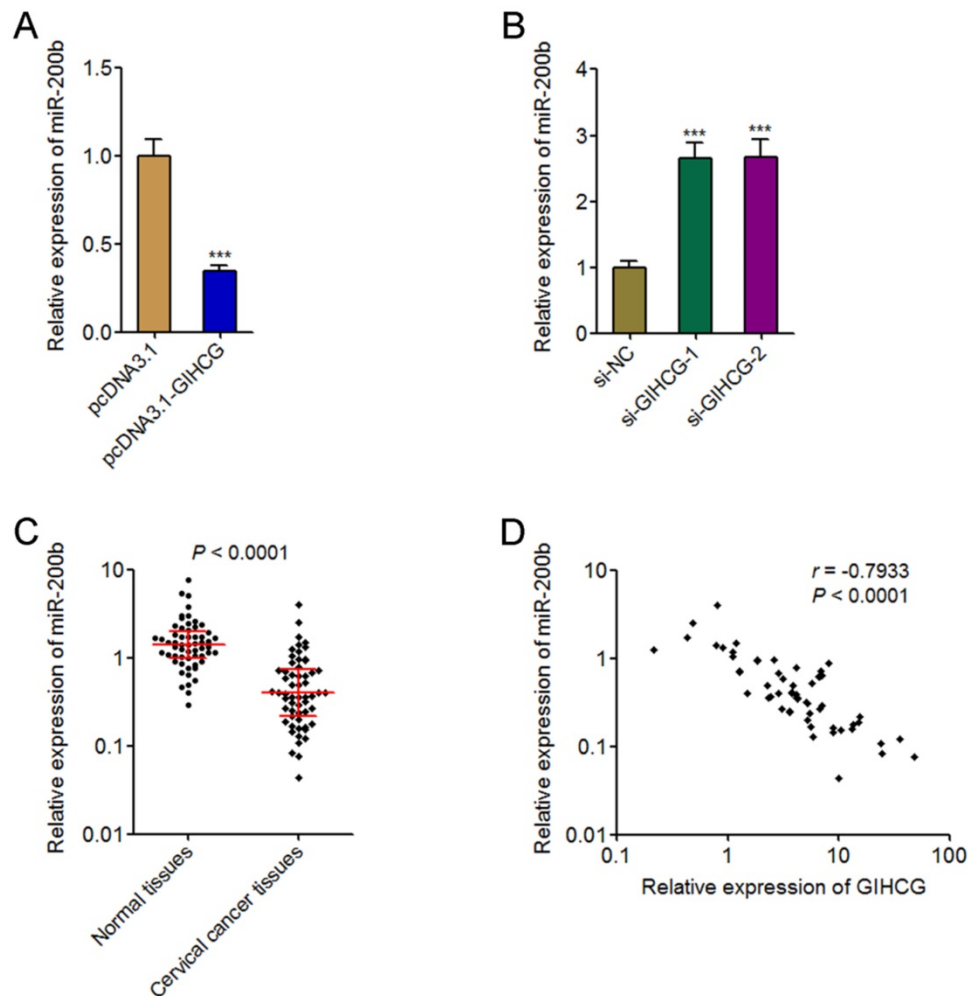 A
Relative expression of miR-200b
1.5
1.0
0.5
0.0
***
pcDNA3.1
pcDNA3.1-GIHCG
B
Relative expression of miR-200b
4
3
2
1
0
***
***
si-NC
si-GIHCG-1
si-GIHCG-2
C
Relative expression of miR-200b
P < 0.0001
10
1
0.1
0.01
Normal tissues
Cervical cancer tissues
D
Relative expression of miR-200b
r = -0.7933
P < 0.0001
10
1
0.1
0.01
0.1
1
10
100
Relative expression of GIHCG